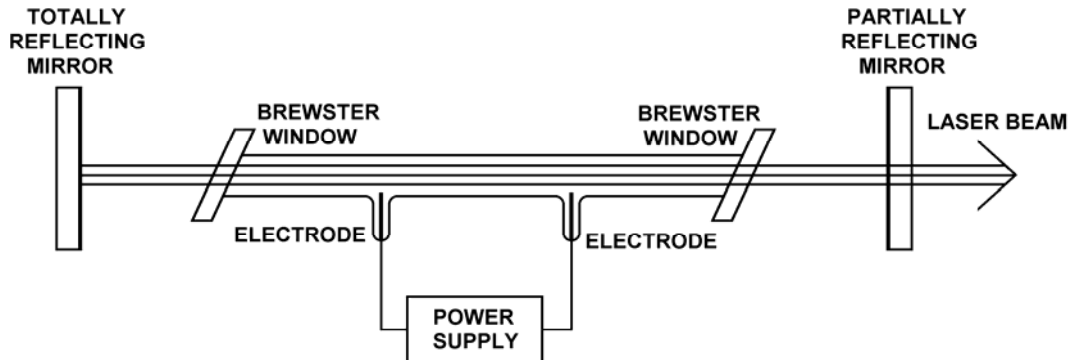 TOTALLY
REFLECTING
MIRROR
PARTIALLY
REFLECTING
MIRROR
BREWSTER
WINDOW
BREWSTER
WINDOW
LASER BEAM
ELECTRODE
ELECTRODE
POWER
SUPPLY